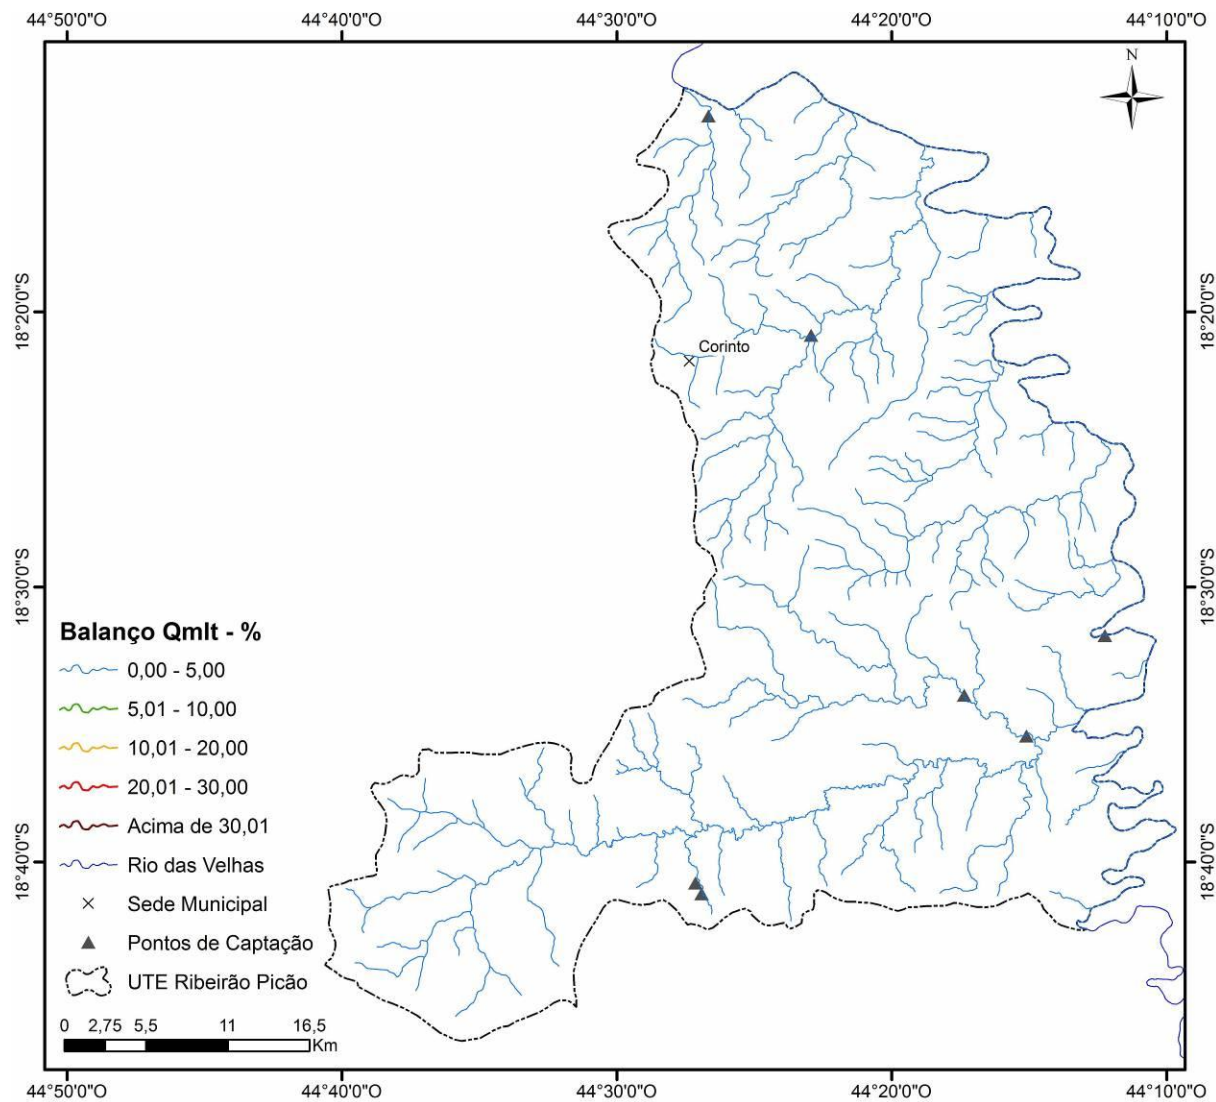 44°50'0"O 44°40'0"O 44°30'0"O 44°20'0"O 44°10'0"O
N
18°20'0"S 18°20'0"S
Corinto
18°30'0"S 18°30'0"S
Balanço Qmlt - %
0,00 - 5,00
5,01 - 10,00
10,01 - 20,00
20,01 - 30,00
Acima de 30,01
18°40'0"S 18°40'0"S
Rio das Velhas
Sede Municipal
Pontos de Captação
UTE Ribeirão Picão
0 2,75 5,5 11 16,5
Km
44°50'0"O 44°40'0"O 44°30'0"O 44°20'0"O 44°10'0"O